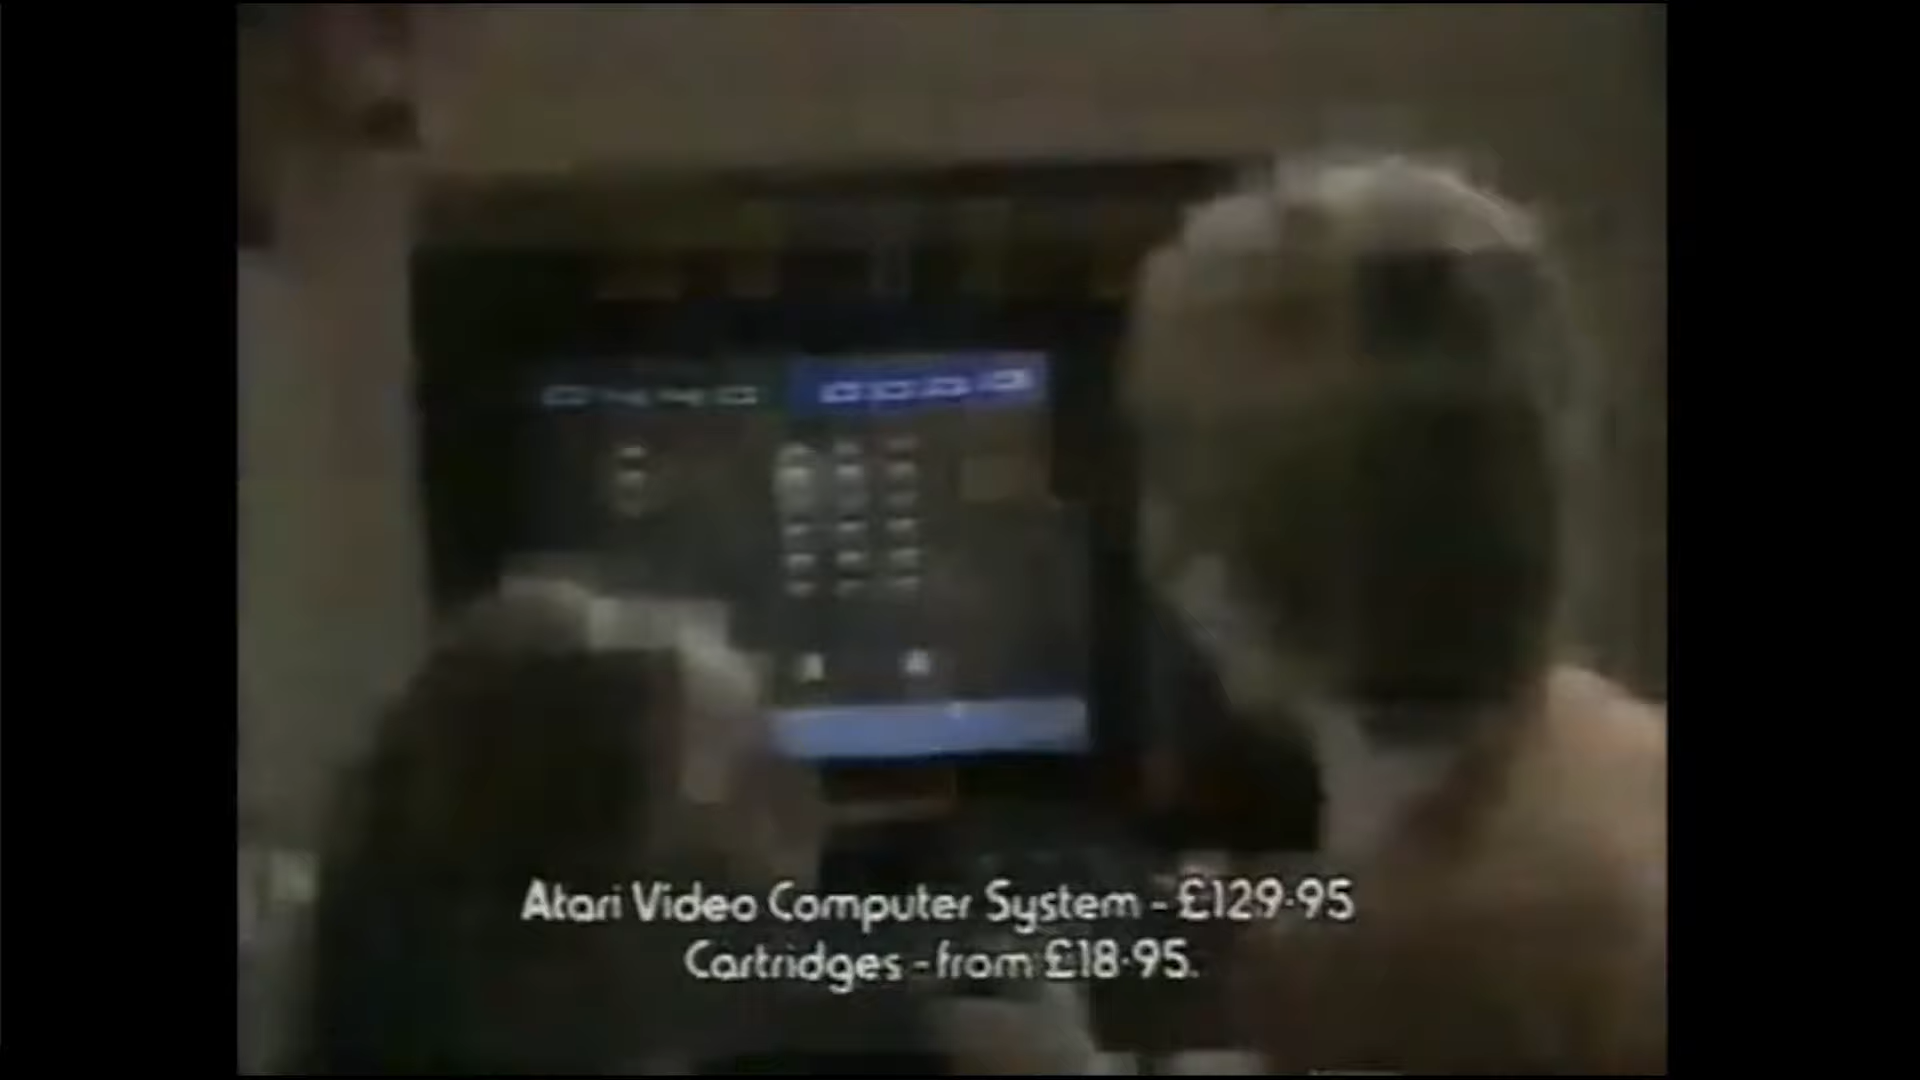 Atari Video Computer System - £129·95
Cartridges - from £18·95.